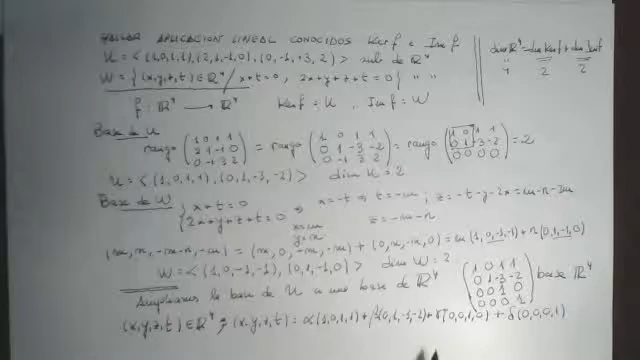 HALLAR APLICACION LINEAL CONOCIDOS Ker f e Im f
U = < (1,0,1,1), (2,1,-1,0), (0,-1,+3,2) > sub de ℝ⁴
W = { (x,y,z,t) ∈ ℝ⁴ / x+t=0, 2x+y+z+t=0 } " "
dim ℝ⁴ = dim Ker f + dim Im f
4 2 2
f: ℝ⁴ → ℝ⁴ Ker f = U, Im f = W
Base de U
rango (1 0 1 1 / 2 1 -1 0 / 0 -1 3 2) = rango (1 0 1 1 / 0 1 -3 -2 / 0 -1 3 2) = rango (1 0 1 1 / 0 1 -3 -2 / 0 0 0 0) = 2
U = < (1,0,1,1), (0,1,-3,-2) > dim U = 2
Base de W { x+t=0
2x+y+z+t=0 ⇒ x=-t ⇒ t=-m; z=-t-y-2x=m-n-2m
x=m
y=n
z=-m-n
(m, n, -m-n, -m) = (m, 0, -m, -m) + (0, n, -n, 0) = m(1,0,-1,-1) + n(0,1,-1,0)
W = < (1,0,-1,-1), (0,1,-1,0) > dim W = 2
Ampliamos la base de U a una base de ℝ⁴ (1 0 1 1 / 0 1 -3 -2 / 0 0 1 0 / 0 0 0 1) base ℝ⁴
(x,y,z,t) ∈ ℝ⁴; (x,y,z,t) = α(1,0,1,1) + β(0,1,-3,-2) + γ(0,0,1,0) + δ(0,0,0,1)